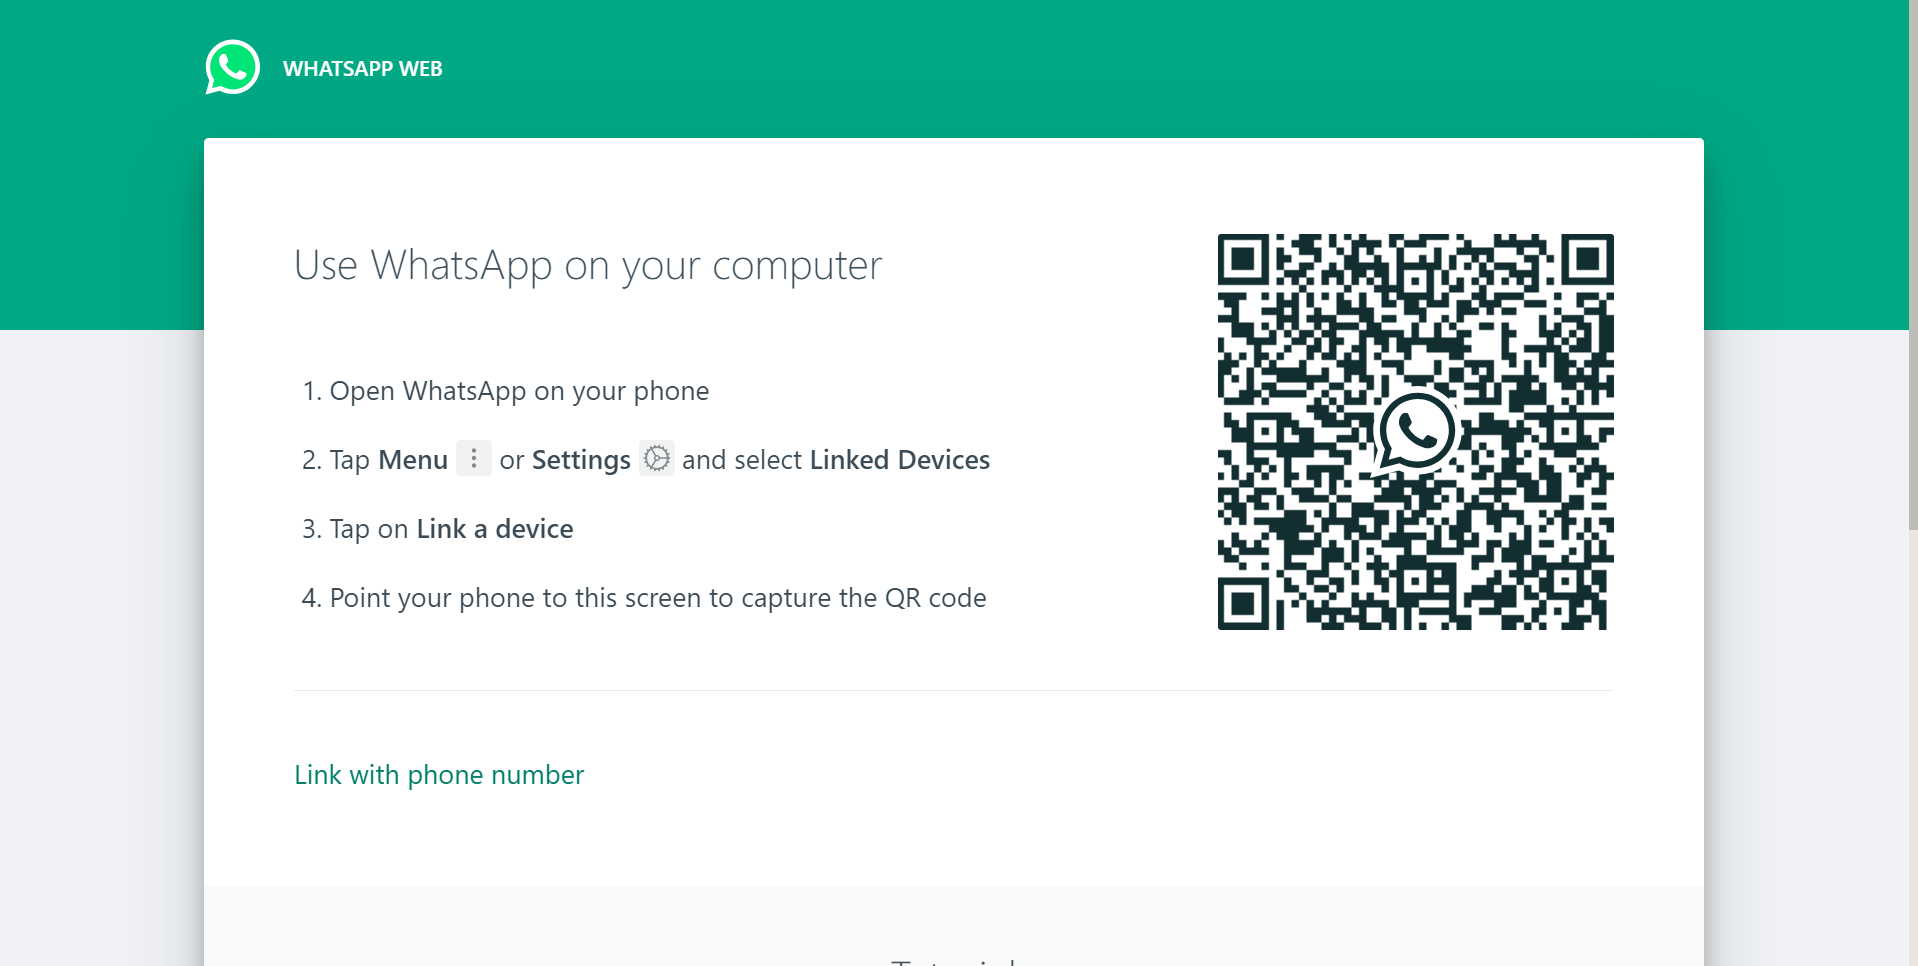 WHATSAPP WEB
Use WhatsApp on your computer
1. Open WhatsApp on your phone
2. Tap Menu or Settings and select Linked Devices
3. Tap on Link a device
4. Point your phone to this screen to capture the QR code
Link with phone number